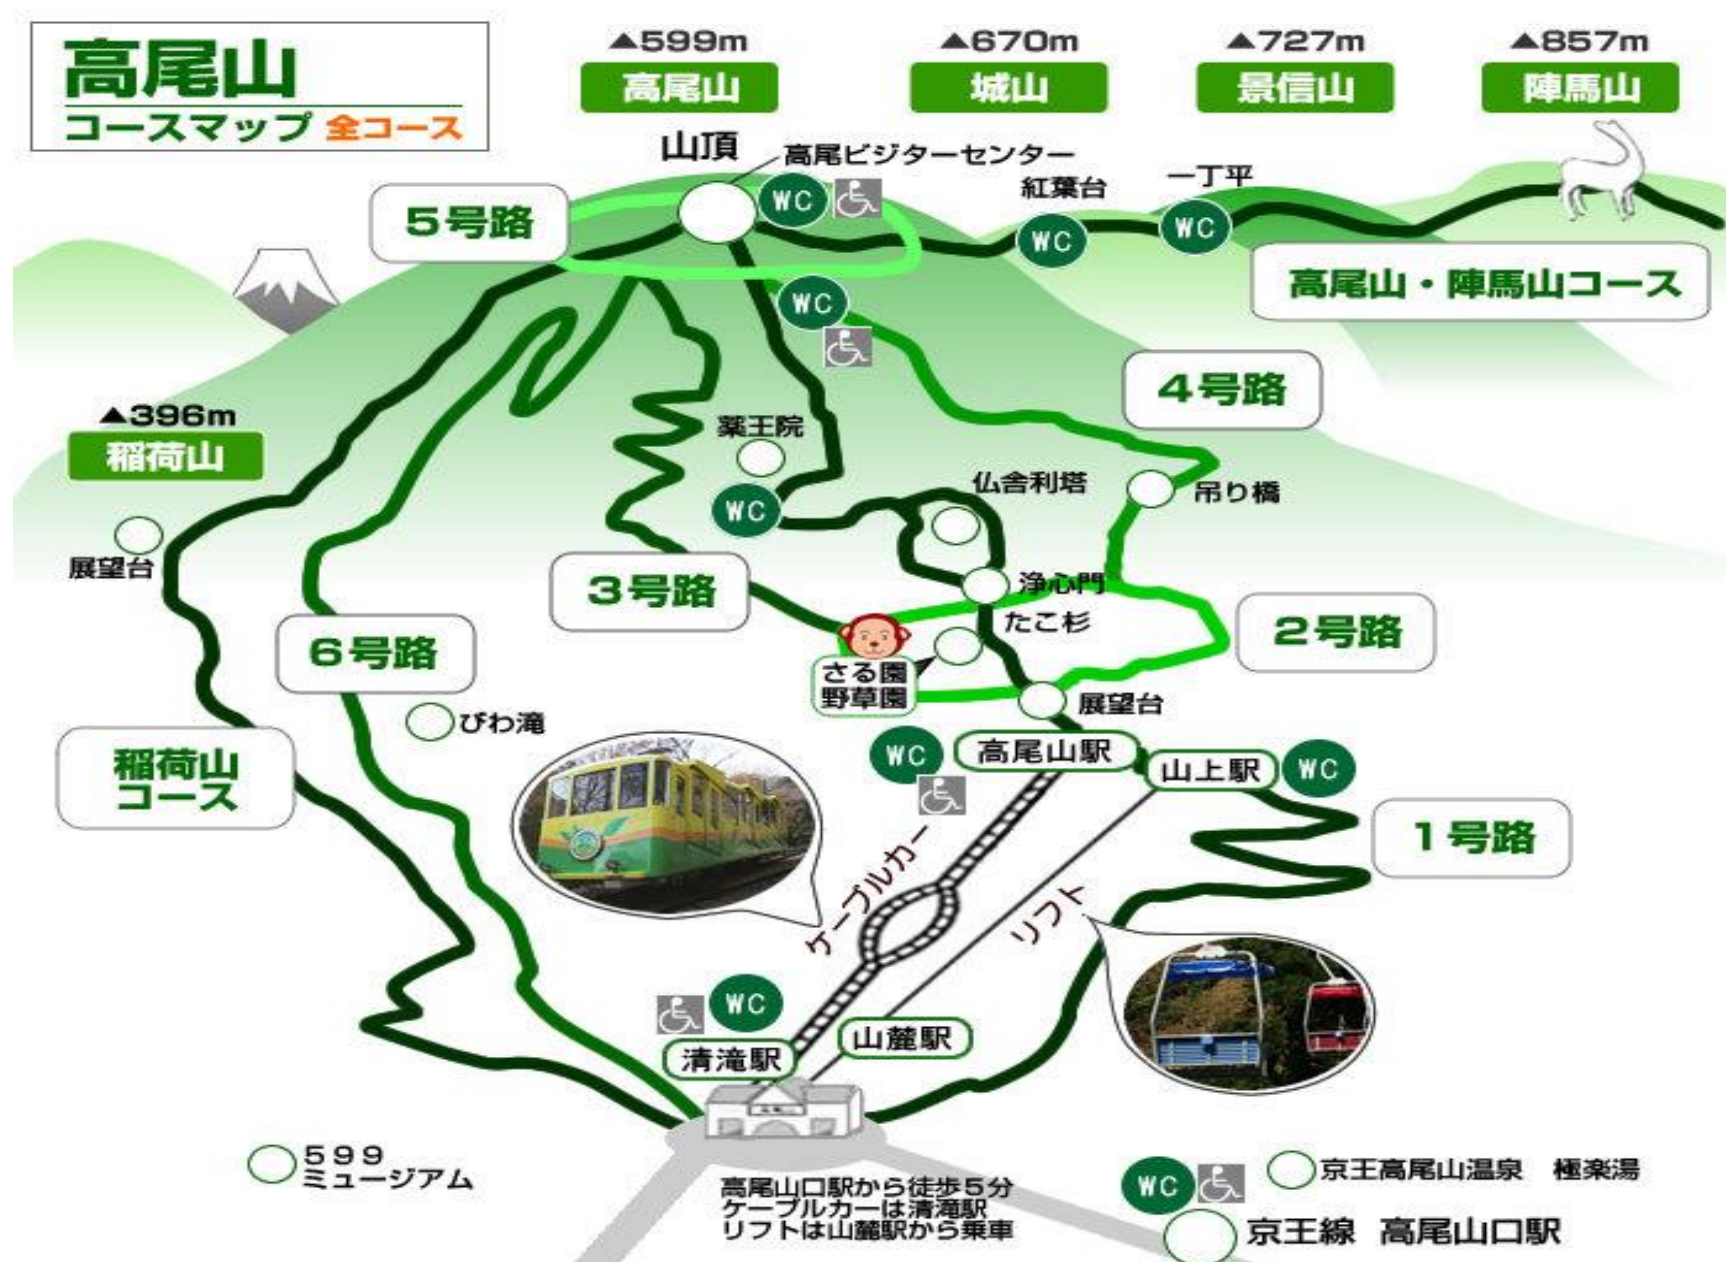 高尾山
コースマップ 全コース
▲599m
高尾山
▲670m
城山
▲727m
景信山
▲857m
陣馬山
山頂
高尾ビジターセンター
WC
紅葉台
WC
一丁平
WC
5号路
高尾山・陣馬山コース
WC
4号路
▲396m
稲荷山
展望台
薬王院
WC
仏舎利塔
吊り橋
3号路
浄心門
たこ杉
2号路
6号路
さる園
野草園
展望台
びわ滝
稲荷山
コース
WC
高尾山駅
山上駅
WC
1号路
ケーブルカー
リフト
WC
清滝駅
山麓駅
599
ミュージアム
高尾山口駅から徒歩5分
ケーブルカーは清滝駅
リフトは山麓駅から乗車
WC
京王高尾山温泉 極楽湯
京王線 高尾山口駅